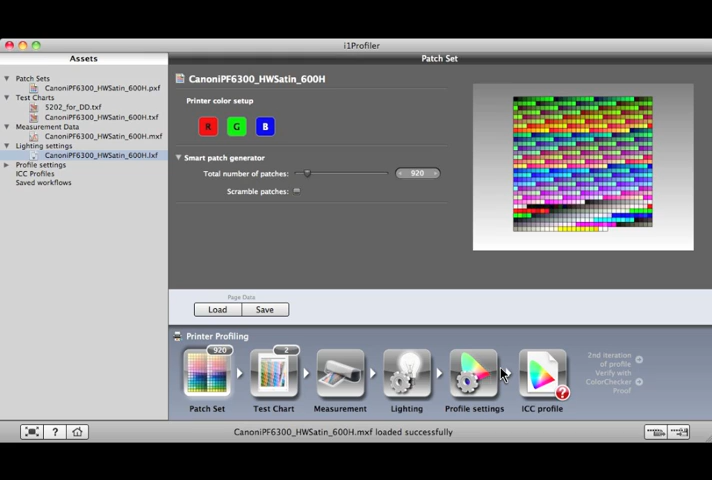 i1Profiler
Assets
Patch Set
Patch Sets
CanoniPF6300_HWSatin_600H.pxf
Test Charts
5202_for_DD.txf
CanoniPF6300_HWSatin_600H.txf
Measurement Data
CanoniPF6300_HWSatin_600H.mxf
Lighting settings
CanoniPF6300_HWSatin_600H.lxf
Profile settings
ICC Profiles
Saved workflows
CanoniPF6300_HWSatin_600H
Printer color setup
R G B
Smart patch generator
Total number of patches:
920
Scramble patches:
Page Data
Load
Save
Printer Profiling
920
2
Patch Set
Test Chart
Measurement
Lighting
Profile settings
ICC profile
?
2nd iteration
of profile
Verify with
ColorChecker
Proof
?
CanoniPF6300_HWSatin_600H.mxf loaded successfully